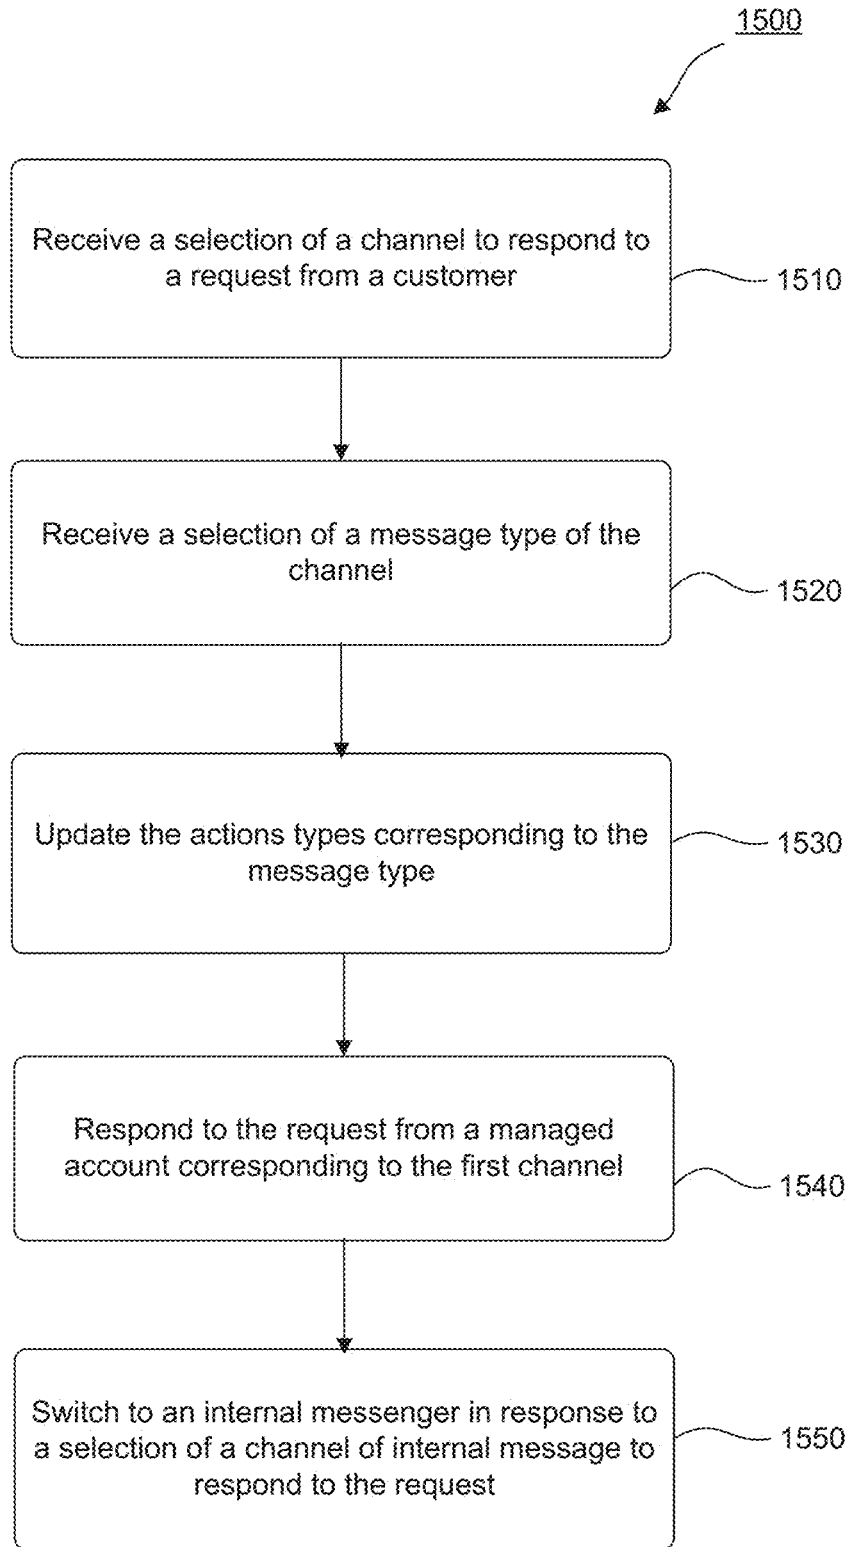 1500
Receive a selection of a channel to respond to
a request from a customer
1510
Receive a selection of a message type of the
channel
1520
Update the actions types corresponding to the
message type
1530
Respond to the request from a managed
account corresponding to the first channel
1540
Switch to an internal messenger in response to
a selection of a channel of internal message to
respond to the request
1550